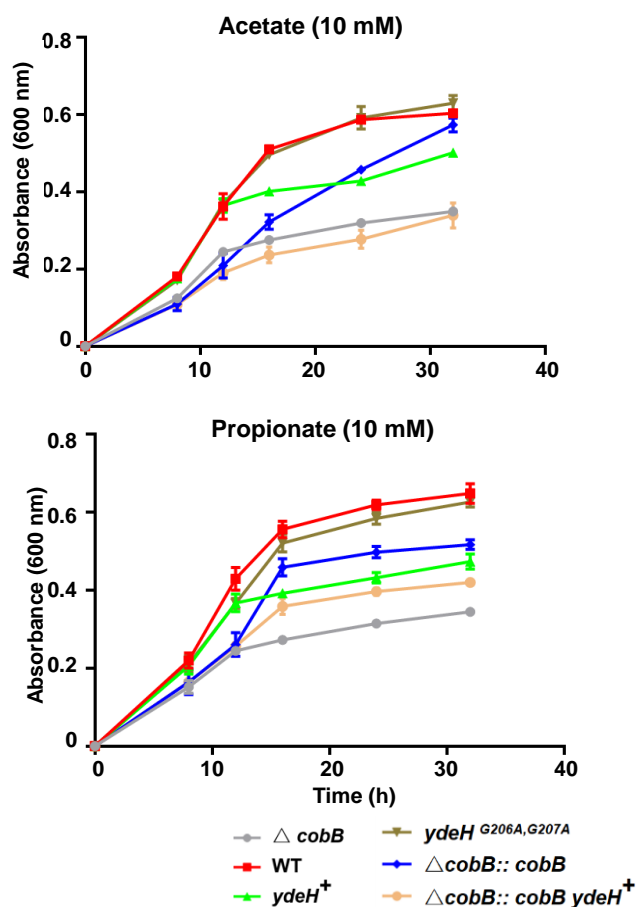 Acetate (10 mM)
Absorbance (600 nm)
0.8
0.6
0.4
0.2
0
0 10 20 30 40
Propionate (10 mM)
Absorbance (600 nm)
0.8
0.6
0.4
0.2
0
0 10 20 30 40
Time (h)
△ cobB
WT
ydeH+
ydeH G206A,G207A
△cobB:: cobB
△cobB:: cobB ydeH+